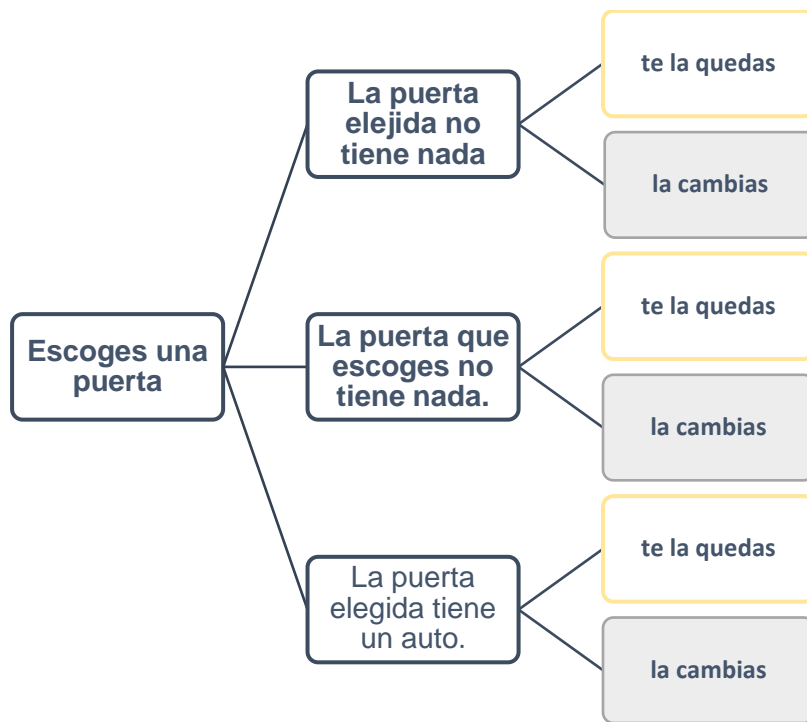 La puerta
elejida no
tiene nada
te la quedas
la cambias
Escoges una
puerta
La puerta que
escoges no
tiene nada.
te la quedas
la cambias
La puerta
elegida tiene
un auto.
te la quedas
la cambias